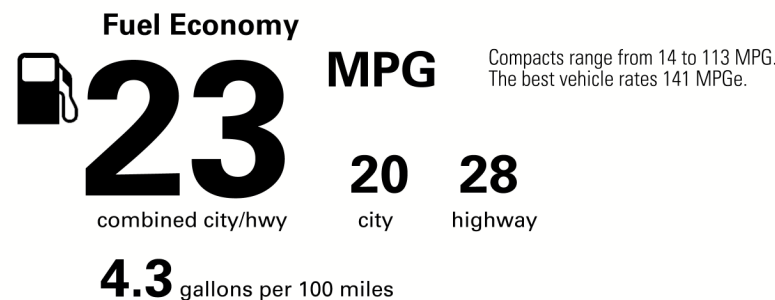 Fuel Economy
23 MPG
Compacts range from 14 to 113 MPG.
The best vehicle rates 141 MPGe.
combined city/hwy
20 city
28 highway
4.3 gallons per 100 miles